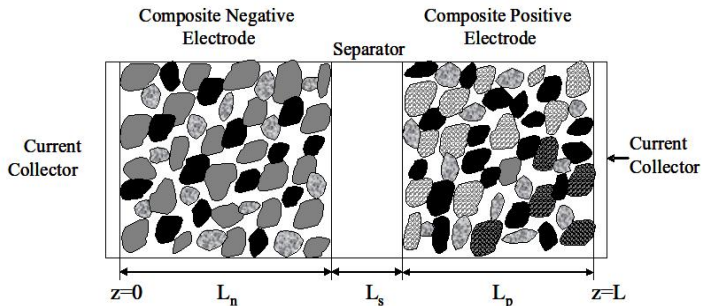 Composite Negative
Electrode
Separator
Composite Positive
Electrode
Current
Collector
Current
Collector
z=0
Lₙ
Lₛ
Lₚ
z=L